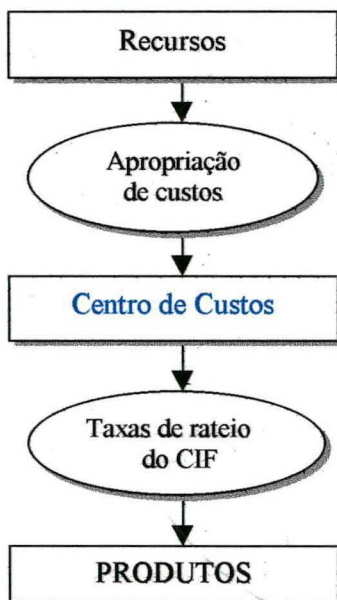 Recursos
Apropriação
de custos
Centro de Custos
Taxas de rateio
do CIF
PRODUTOS